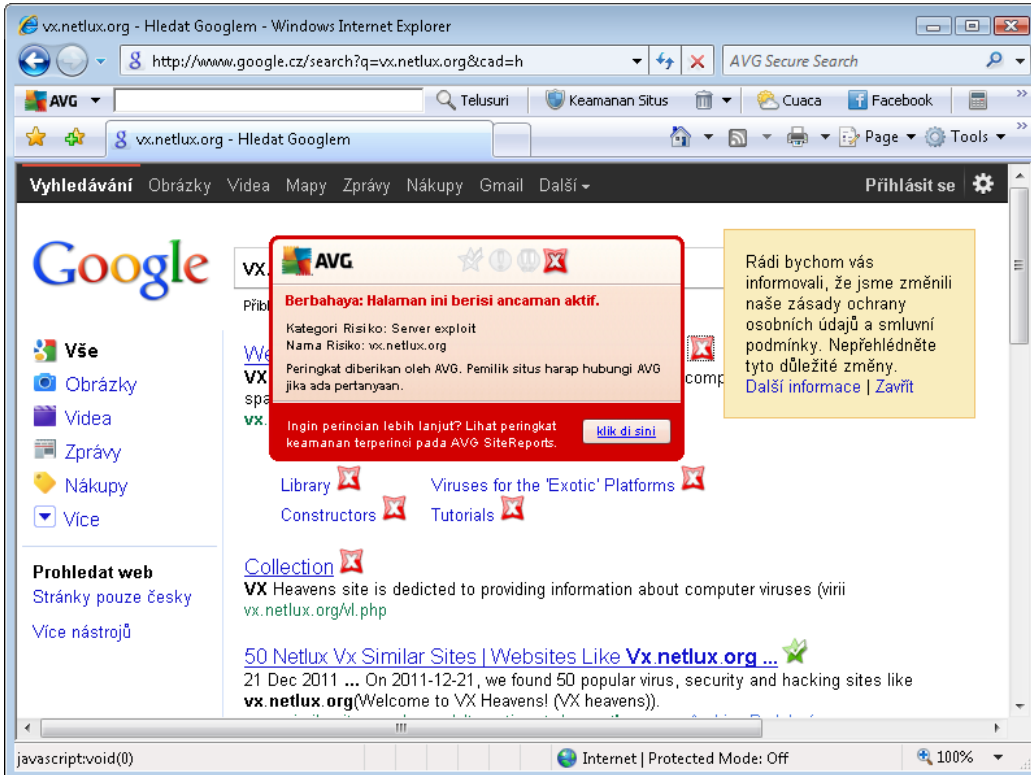 vx.netlux.org - Hledat Googlem - Windows Internet Explorer
http://www.google.cz/search?q=vx.netlux.org&cad=h
AVG Secure Search
AVG
Telusuri
Keamanan Situs
Cuaca
Facebook
vx.netlux.org - Hledat Googlem
Page
Tools
Vyhledávání Obrázky Videa Mapy Zprávy Nákupy Gmail Další
Přihlásit se
Google
vx.
Přibl
AVG
Berbahaya: Halaman ini berisi ancaman aktif.
Kategori Risiko: Server exploit
Nama Risiko: vx.netlux.org
Peringkat diberikan oleh AVG. Pemilik situs harap hubungi AVG
jika ada pertanyaan.
Ingin perincian lebih lanjut? Lihat peringkat
keamanan terperinci pada AVG SiteReports.
klik di sini
Rádi bychom vás
informovali, že jsme změnili
naše zásady ochrany
osobních údajů a smluvní
podmínky. Nepřehlédněte
tyto důležité změny.
Další informace | Zavřít
Vše
Obrázky
Videa
Zprávy
Nákupy
Více
Prohledat web
Stránky pouze česky
Více nástrojů
We
VX
comp
spa
vx.
Library
Viruses for the 'Exotic' Platforms
Constructors
Tutorials
Collection
VX Heavens site is dedicted to providing information about computer viruses (virii
vx.netlux.org/vl.php
50 Netlux Vx Similar Sites | Websites Like Vx.netlux.org ...
21 Dec 2011 ... On 2011-12-21, we found 50 popular virus, security and hacking sites like
vx.netlux.org(Welcome to VX Heavens! (VX heavens)).
javascript:void(0)
Internet | Protected Mode: Off
100%